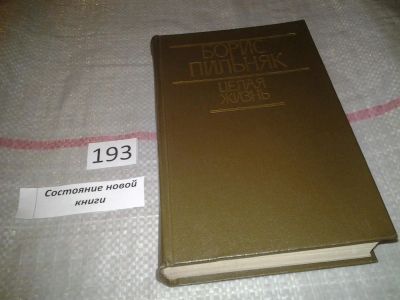 БОРИС
ПИЛЬНЯК
ЦЕЛАЯ
ЖИЗНЬ
193
Состояние новой
книги